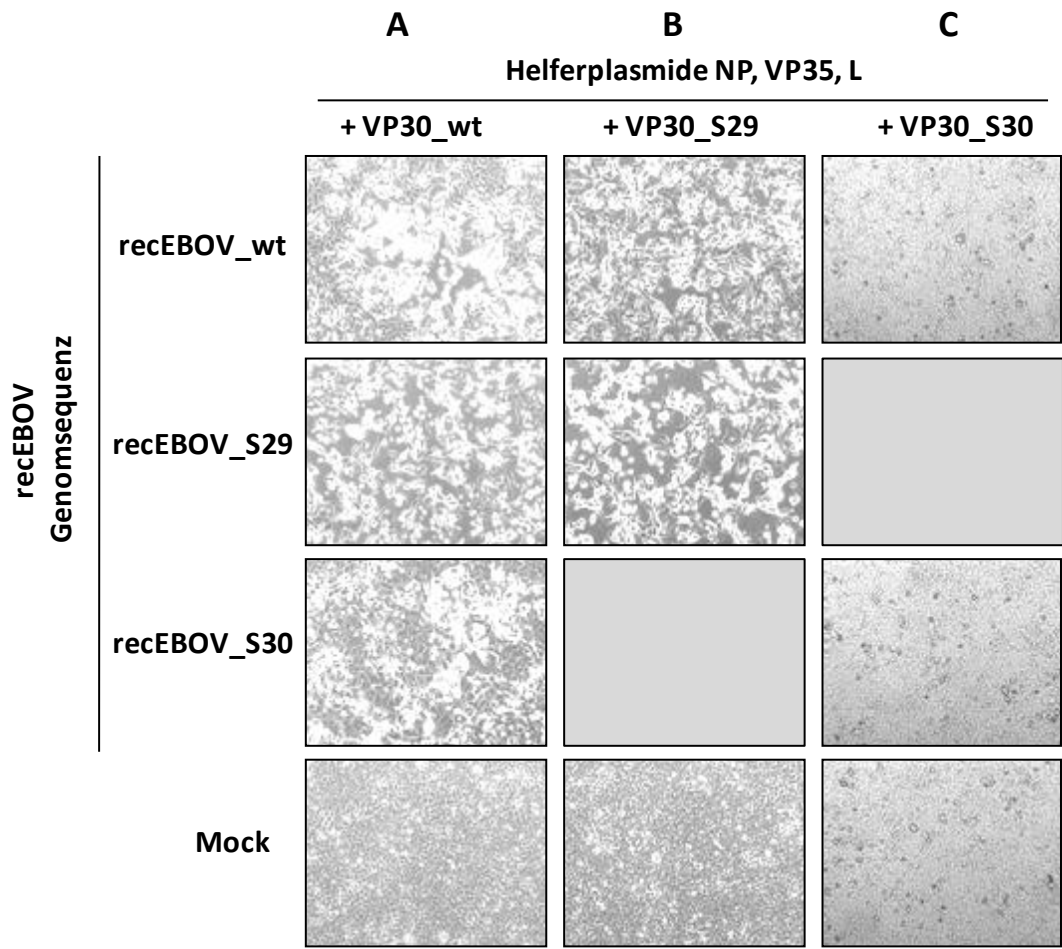 A B C
Helferplasmide NP, VP35, L
+ VP30_wt + VP30_S29 + VP30_S30
recEBOV
Genomsequenz
recEBOV_wt
recEBOV_S29
recEBOV_S30
Mock